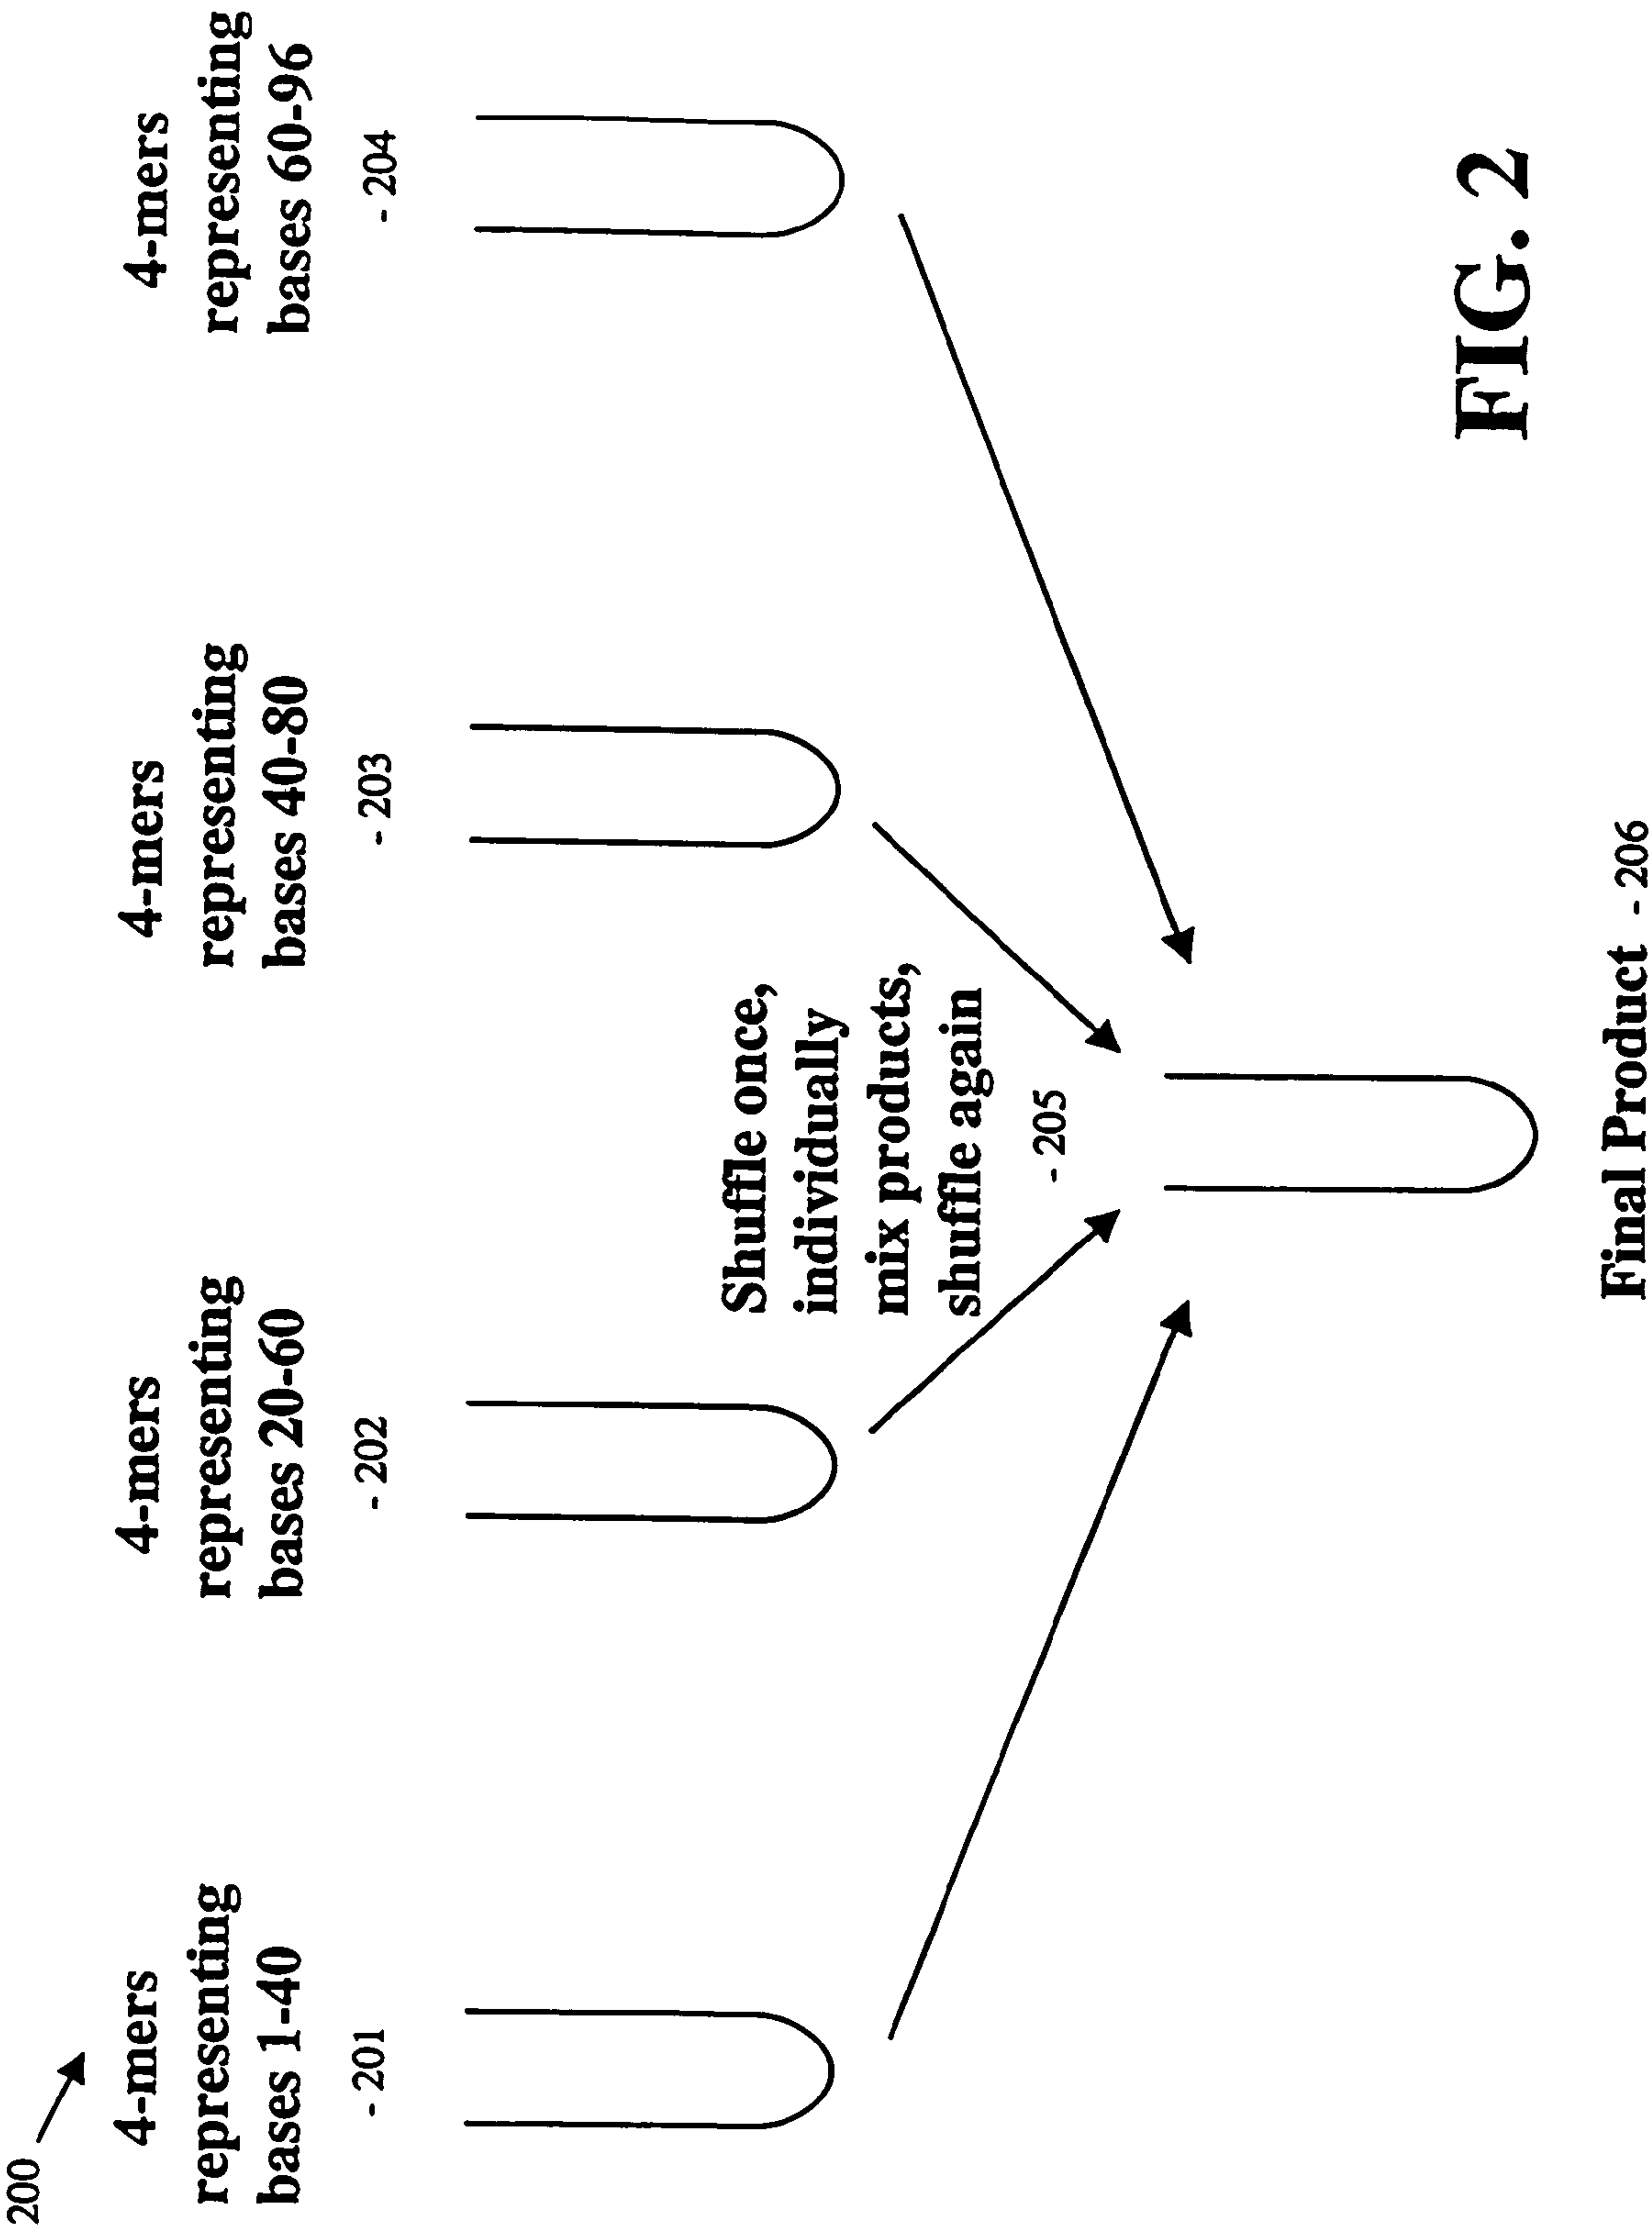 200
4-mers
representing
bases 1-40
- 201
4-mers
representing
bases 20-60
- 202
4-mers
representing
bases 40-80
- 203
4-mers
representing
bases 60-96
- 204
Shuffle once,
individually
mix products,
shuffle again
- 205
Final Product - 206
FIG. 2